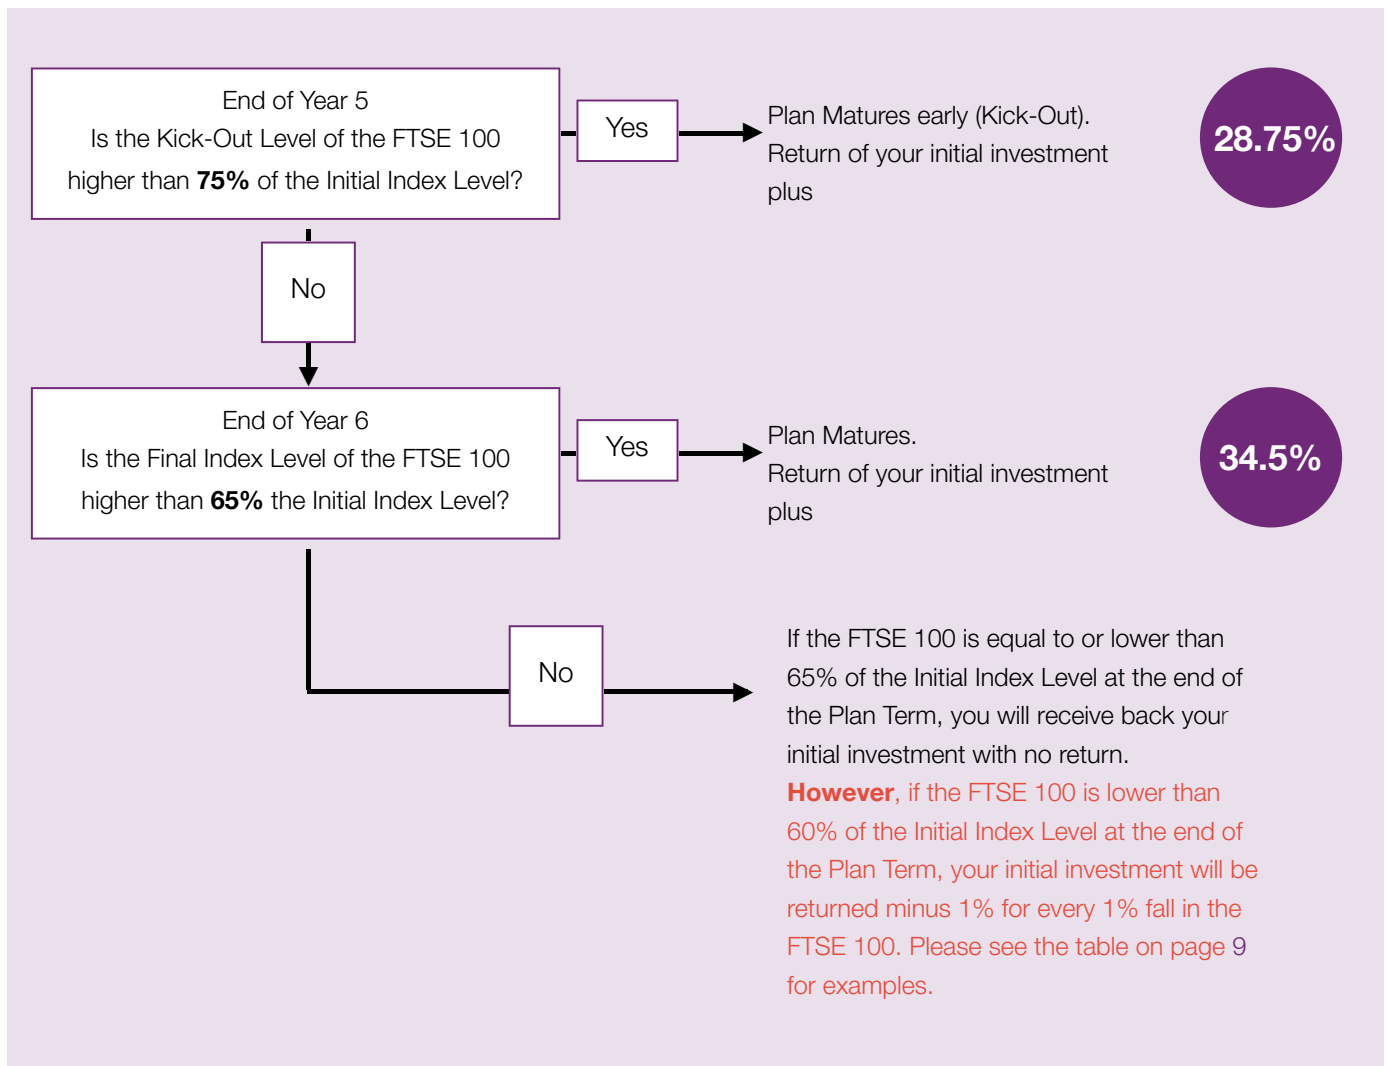 End of Year 5
Is the Kick-Out Level of the FTSE 100
higher than 75% of the Initial Index Level?
Yes
Plan Matures early (Kick-Out).
Return of your initial investment
plus
28.75%
No
End of Year 6
Is the Final Index Level of the FTSE 100
higher than 65% the Initial Index Level?
Yes
Plan Matures.
Return of your initial investment
plus
34.5%
No
If the FTSE 100 is equal to or lower than
65% of the Initial Index Level at the end of
the Plan Term, you will receive back your
initial investment with no return.
However, if the FTSE 100 is lower than
60% of the Initial Index Level at the end of
the Plan Term, your initial investment will be
returned minus 1% for every 1% fall in the
FTSE 100. Please see the table on page 9
for examples.